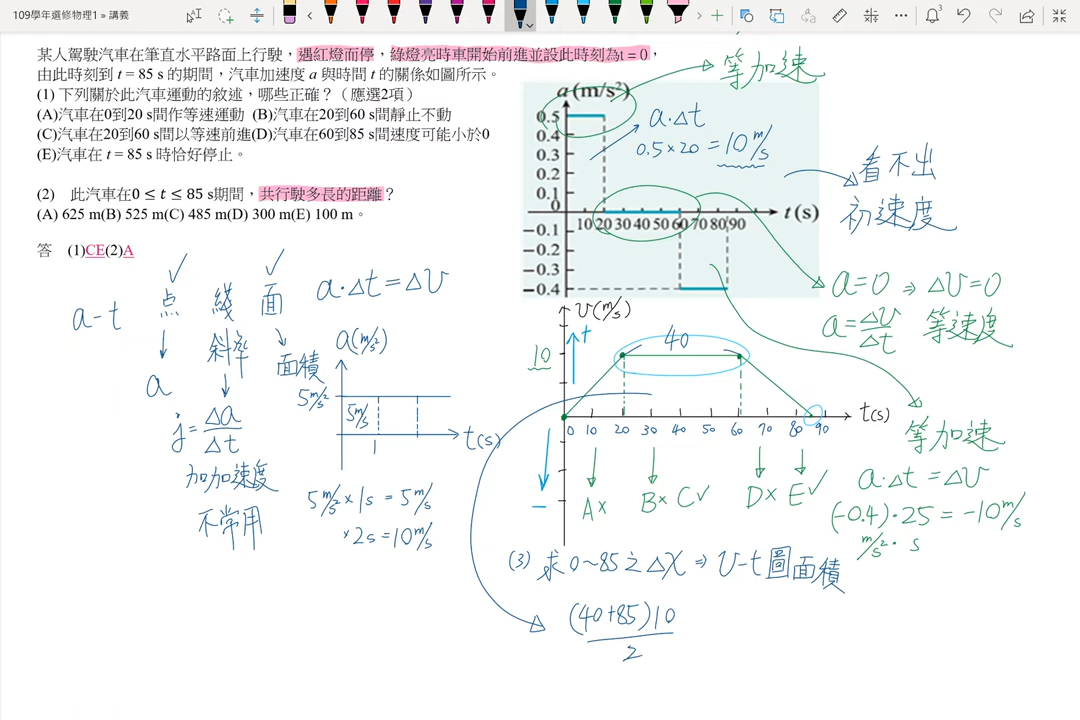 109學年選修物理1 » 講義
某人駕駛汽車在筆直水平路面上行駛，遇紅燈而停，綠燈亮時車開始前進並設此時刻為t = 0，
由此時刻到 t = 85 s 的期間，汽車加速度 a 與時間 t 的關係如圖所示。
(1) 下列關於此汽車運動的敘述，哪些正確？（應選2項）
(A)汽車在0到20 s間作等速運動 (B)汽車在20到60 s間靜止不動
(C)汽車在20到60 s間以等速前進(D)汽車在60到85 s間速度可能小於0
(E)汽車在 t = 85 s 時恰好停止。
(2) 此汽車在0 ≤ t ≤ 85 s期間，共行駛多長的距離？
(A) 625 m(B) 525 m(C) 485 m(D) 300 m(E) 100 m。
答 (1)CE(2)A
等加速
a (m/s²)
0.5
0.4
0.3
0.2
0.1
0
−0.1
−0.2
−0.3
−0.4
10 20 30 40 50 60 70 80 90
t (s)
a·Δt
0.5×20 = 10 m/s
看不出
初速度
a=0 ⇒ ΔV=0
a = ΔV/Δt 等速度
a-t 点 綫 面 a·Δt=ΔV
a
斜率
j = Δa/Δt
加加速度
不常用
面積
a(m/s²)
5m/s²
5m/s
1
t(s)
5m/s² × 1s = 5m/s
×2s = 10m/s
V(m/s)
+
10
40
0 10 20 30 40 50 60 70 80 90
t(s)
−
A× B× C✓ D× E✓
等加速
a·Δt = ΔV
(-0.4)·25 = -10 m/s
m/s²·s
(3) 求0~85之ΔX ⇒ V-t圖面積
(40+85)10
2